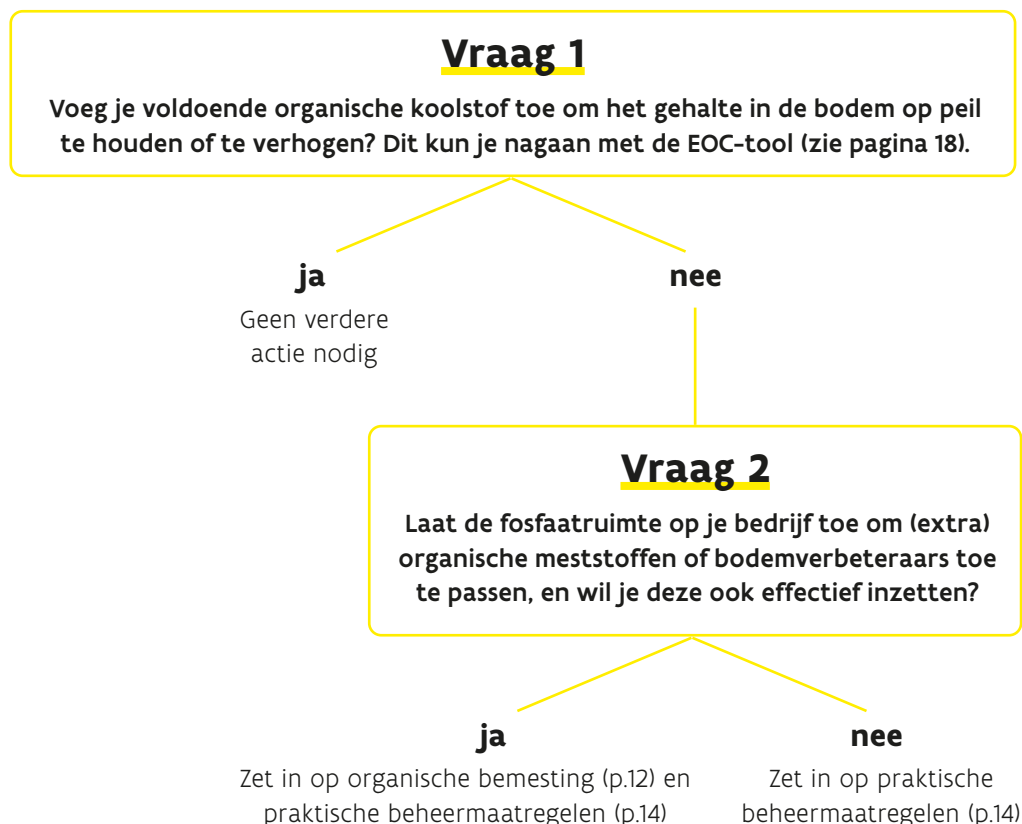 Vraag 1
Voeg je voldoende organische koolstof toe om het gehalte in de bodem op peil
te houden of te verhogen? Dit kun je nagaan met de EOC-tool (zie pagina 18).
ja
Geen verdere
actie nodig
nee
Vraag 2
Laat de fosfaatruimte op je bedrijf toe om (extra)
organische meststoffen of bodemverbeteraars toe
te passen, en wil je deze ook effectief inzetten?
ja
Zet in op organische bemesting (p.12) en
praktische beheermaatregelen (p.14)
nee
Zet in op praktische
beheermaatregelen (p.14)